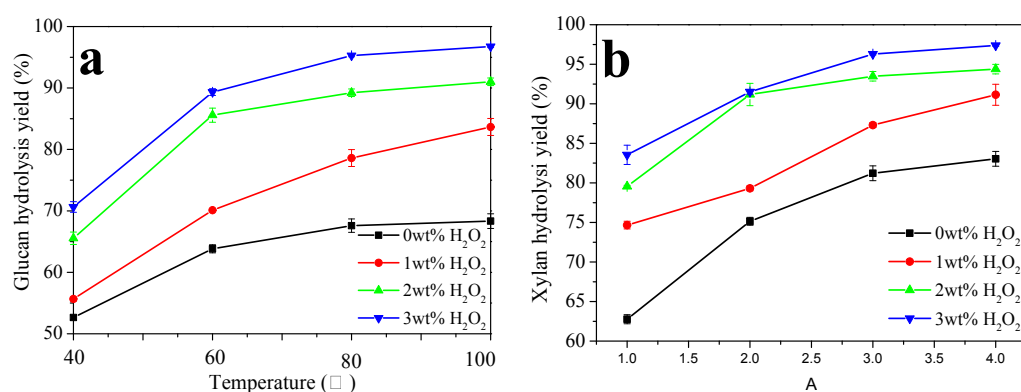 a
100
90
80
70
60
50
Glucan hydrolysis yield (%)
0wt% H₂O₂
1wt% H₂O₂
2wt% H₂O₂
3wt% H₂O₂
40 60 80 100
Temperature (□)
b
100
95
90
85
80
75
70
65
60
Xylan hydrolysi yield (%)
0wt% H₂O₂
1wt% H₂O₂
2wt% H₂O₂
3wt% H₂O₂
1.0 1.5 2.0 2.5 3.0 3.5 4.0
A